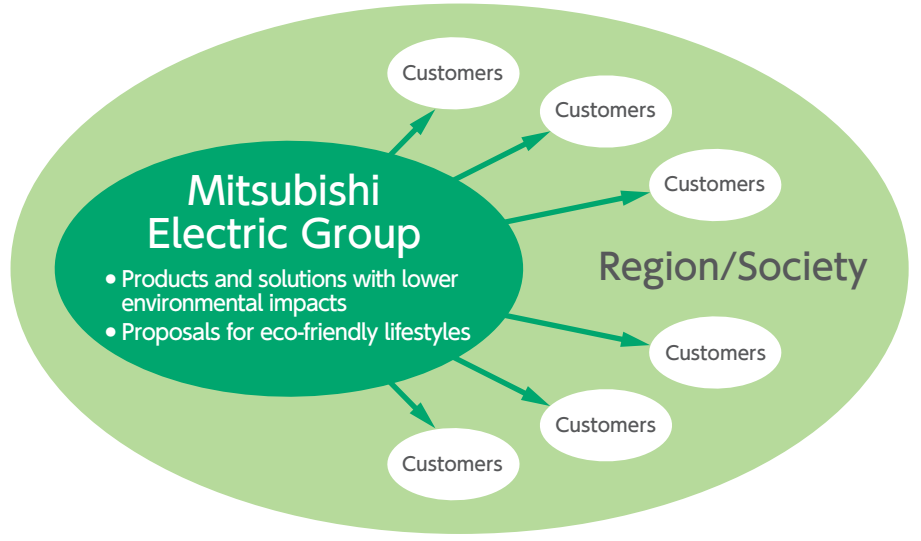 Customers
Customers
Customers
Mitsubishi
Electric Group
• Products and solutions with lower
environmental impacts
• Proposals for eco-friendly lifestyles
Region/Society
Customers
Customers
Customers